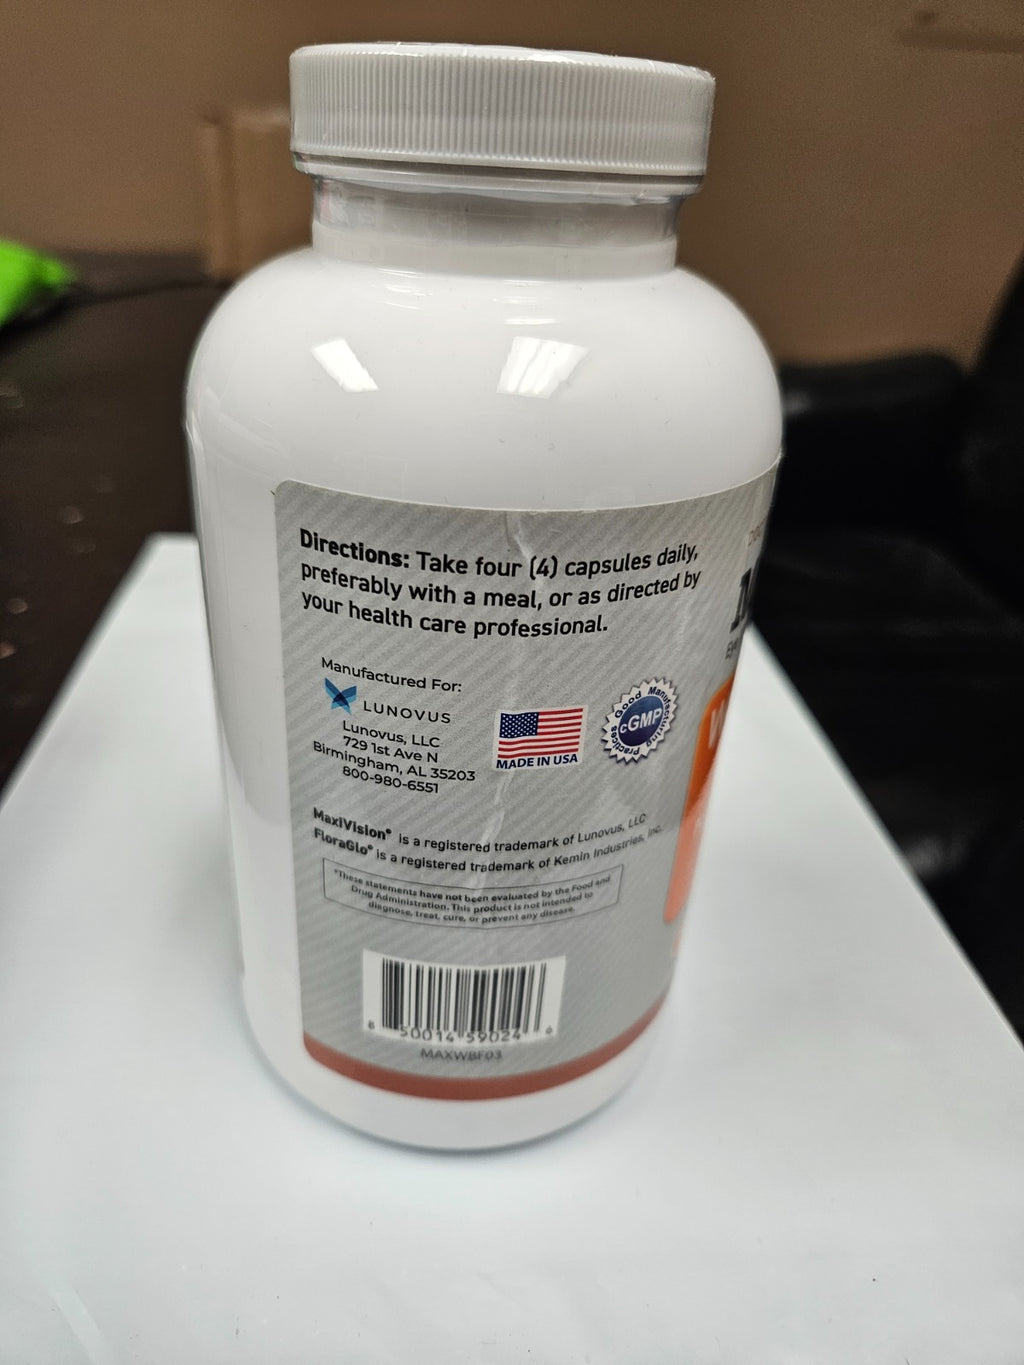 Directions: Take four (4) capsules daily,
preferably with a meal, or as directed by
your health care professional.
Manufactured For:
LUNOVUS
Lunovus, LLC
729 1st Ave N
Birmingham, AL 35203
800-980-6551
MADE IN USA
Good Manufacturing Practices
cGMP
MaxiVision® is a registered trademark of Lunovus, LLC
FloraGlo® is a registered trademark of Kemin Industries, Inc.
*These statements have not been evaluated by the Food and
Drug Administration. This product is not intended to
diagnose, treat, cure, or prevent any disease.
8 50014 59024 6
MAXWBF03